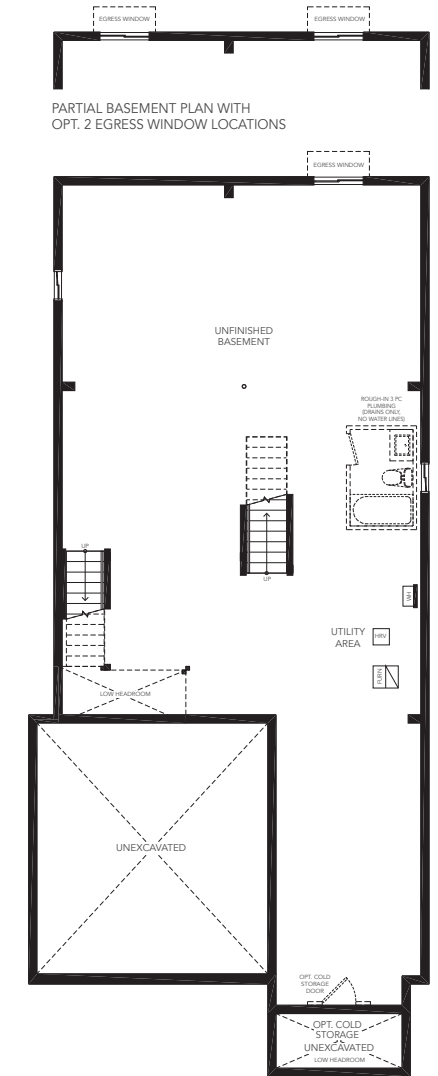 EGRESS WINDOW
EGRESS WINDOW
PARTIAL BASEMENT PLAN WITH
OPT. 2 EGRESS WINDOW LOCATIONS
EGRESS WINDOW
UNFINISHED
BASEMENT
ROUGH-IN 3 PC
PLUMBING
(DRAINS ONLY,
NO WATER LINES)
UP
UP
WH
UTILITY
AREA
HRV
FURN
LOW HEADROOM
UNEXCAVATED
OPT. COLD
STORAGE
DOOR
OPT. COLD
STORAGE
UNEXCAVATED
LOW HEADROOM